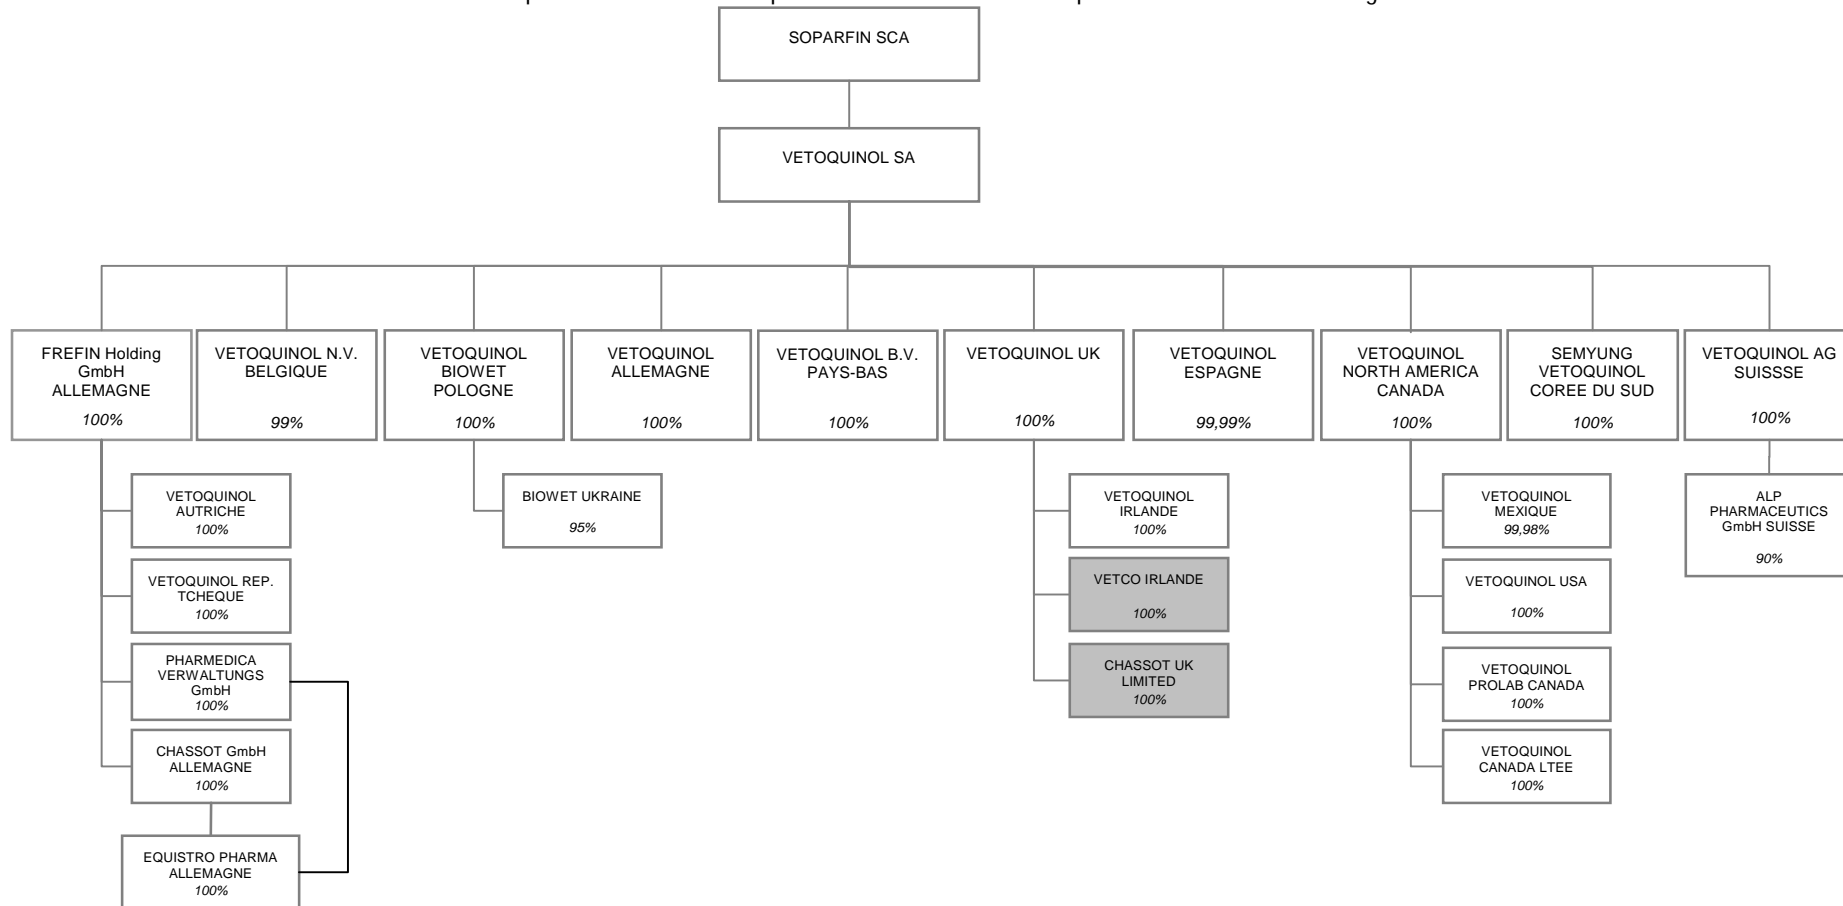 SOPARFIN SCA
VETOQUINOL SA
FREFIN Holding
GmbH
ALLEMAGNE
100%
VETOQUINOL N.V.
BELGIQUE
99%
VETOQUINOL
BIOWET
POLOGNE
100%
VETOQUINOL
ALLEMAGNE
100%
VETOQUINOL B.V.
PAYS-BAS
100%
VETOQUINOL UK
100%
VETOQUINOL
ESPAGNE
99,99%
VETOQUINOL
NORTH AMERICA
CANADA
100%
SEMYUNG
VETOQUINOL
COREE DU SUD
100%
VETOQUINOL AG
SUISSSE
100%
VETOQUINOL
AUTRICHE
100%
VETOQUINOL REP.
TCHEQUE
100%
PHARMEDICA
VERWALTUNGS
GmbH
100%
CHASSOT GmbH
ALLEMAGNE
100%
EQUISTRO PHARMA
ALLEMAGNE
100%
BIOWET UKRAINE
95%
VETOQUINOL
IRLANDE
100%
VETCO IRLANDE
100%
CHASSOT UK
LIMITED
100%
VETOQUINOL
MEXIQUE
99,98%
VETOQUINOL USA
100%
VETOQUINOL
PROLAB CANADA
100%
VETOQUINOL
CANADA LTEE
100%
ALP
PHARMACEUTICS
GmbH SUISSE
90%